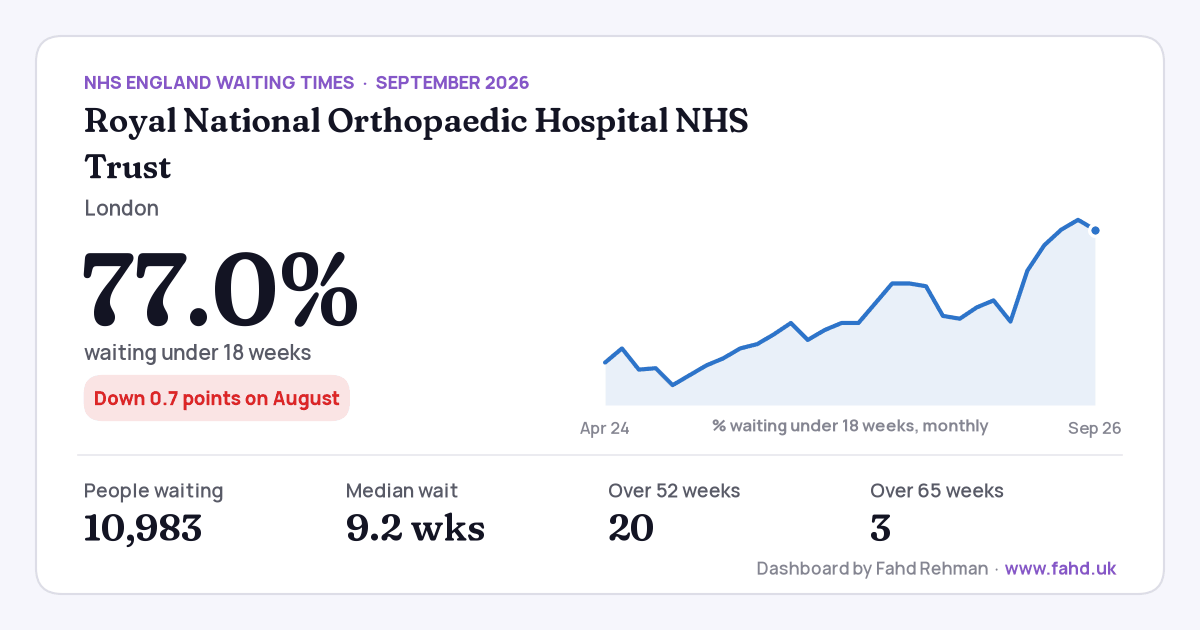 NHS ENGLAND WAITING TIMES · SEPTEMBER 2026
Royal National Orthopaedic Hospital NHS
Trust
London
77.0%
waiting under 18 weeks
Down 0.7 points on August
Apr 24
% waiting under 18 weeks, monthly
Sep 26
People waiting
10,983
Median wait
9.2 wks
Over 52 weeks
20
Over 65 weeks
3
Dashboard by Fahd Rehman · www.fahd.uk